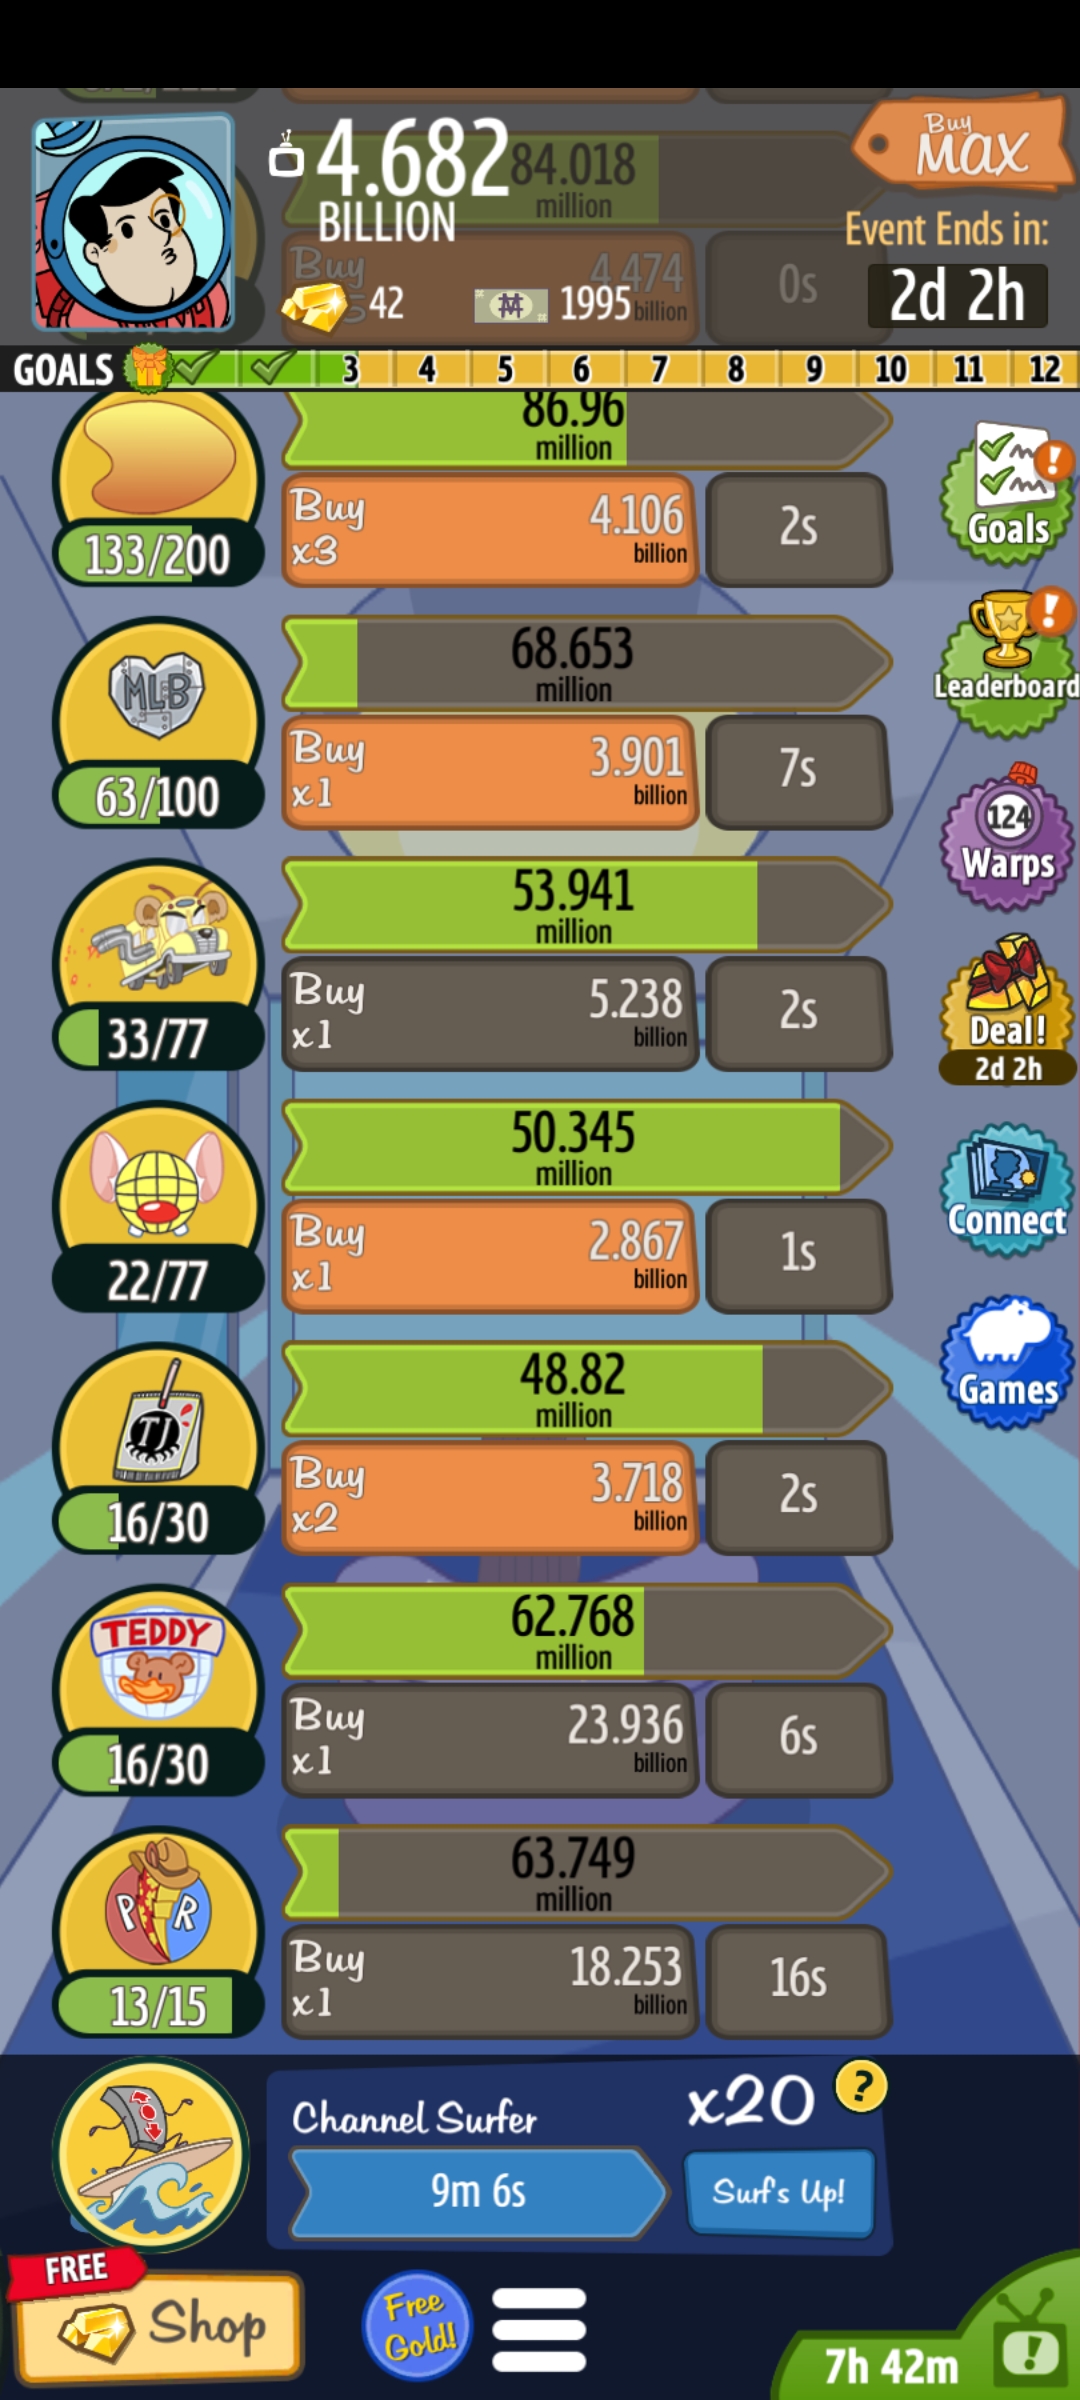 4.682
BILLION
84.018
million
Buy
MAX
Event Ends in:
2d 2h
Buy
4.474
billion
0s
42
1995
GOALS
3
4
5
6
7
8
9
10
11
12
86.96
million
133/200
Buy
x3
4.106
billion
2s
Goals
MLB
63/100
68.653
million
Buy
x1
3.901
billion
7s
Leaderboard
124
Warps
33/77
53.941
million
Buy
x1
5.238
billion
2s
Deal!
2d 2h
22/77
50.345
million
Buy
x1
2.867
billion
1s
Connect
TJ
16/30
48.82
million
Buy
x2
3.718
billion
2s
Games
TEDDY
16/30
62.768
million
Buy
x1
23.936
billion
6s
P R
13/15
63.749
million
Buy
x1
18.253
billion
16s
Channel Surfer
x20
?
9m 6s
Surf's Up!
FREE
Shop
Free
Gold!
7h 42m